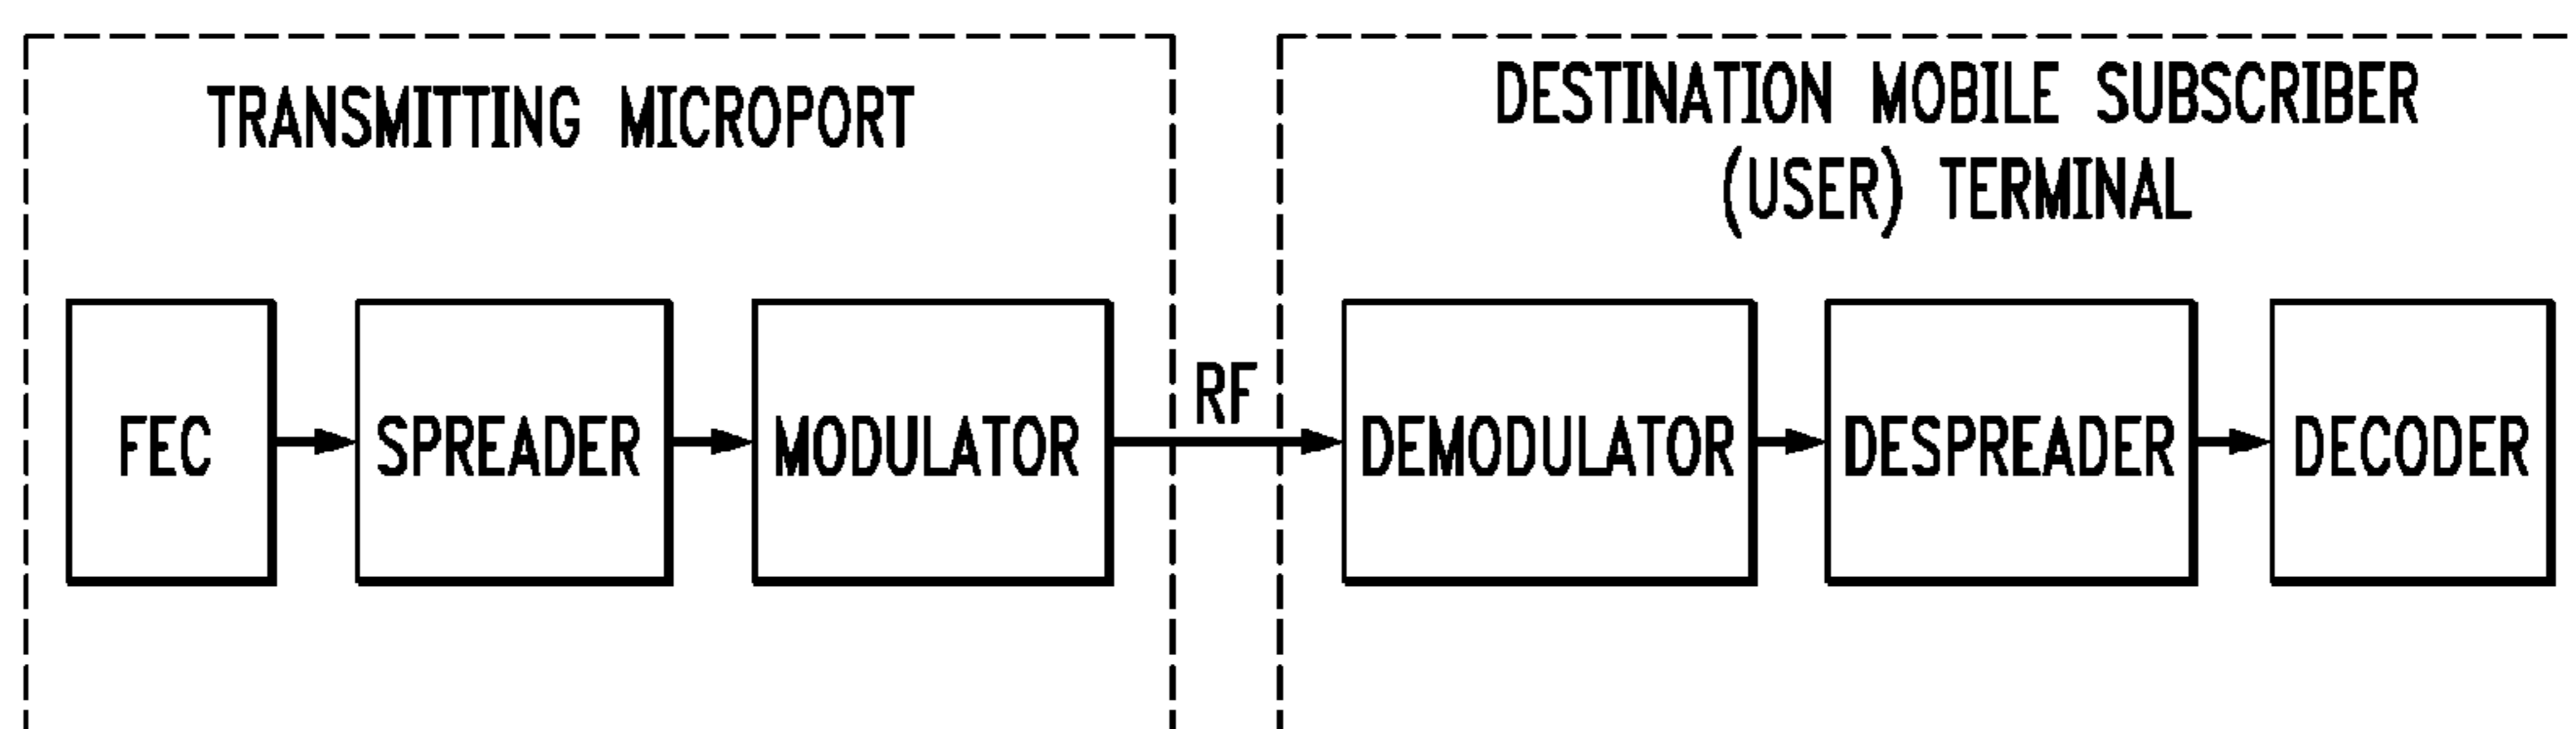 TRANSMITTING MICROPORT
DESTINATION MOBILE SUBSCRIBER
(USER) TERMINAL
FEC
SPREADER
MODULATOR
RF
DEMODULATOR
DESPREADER
DECODER